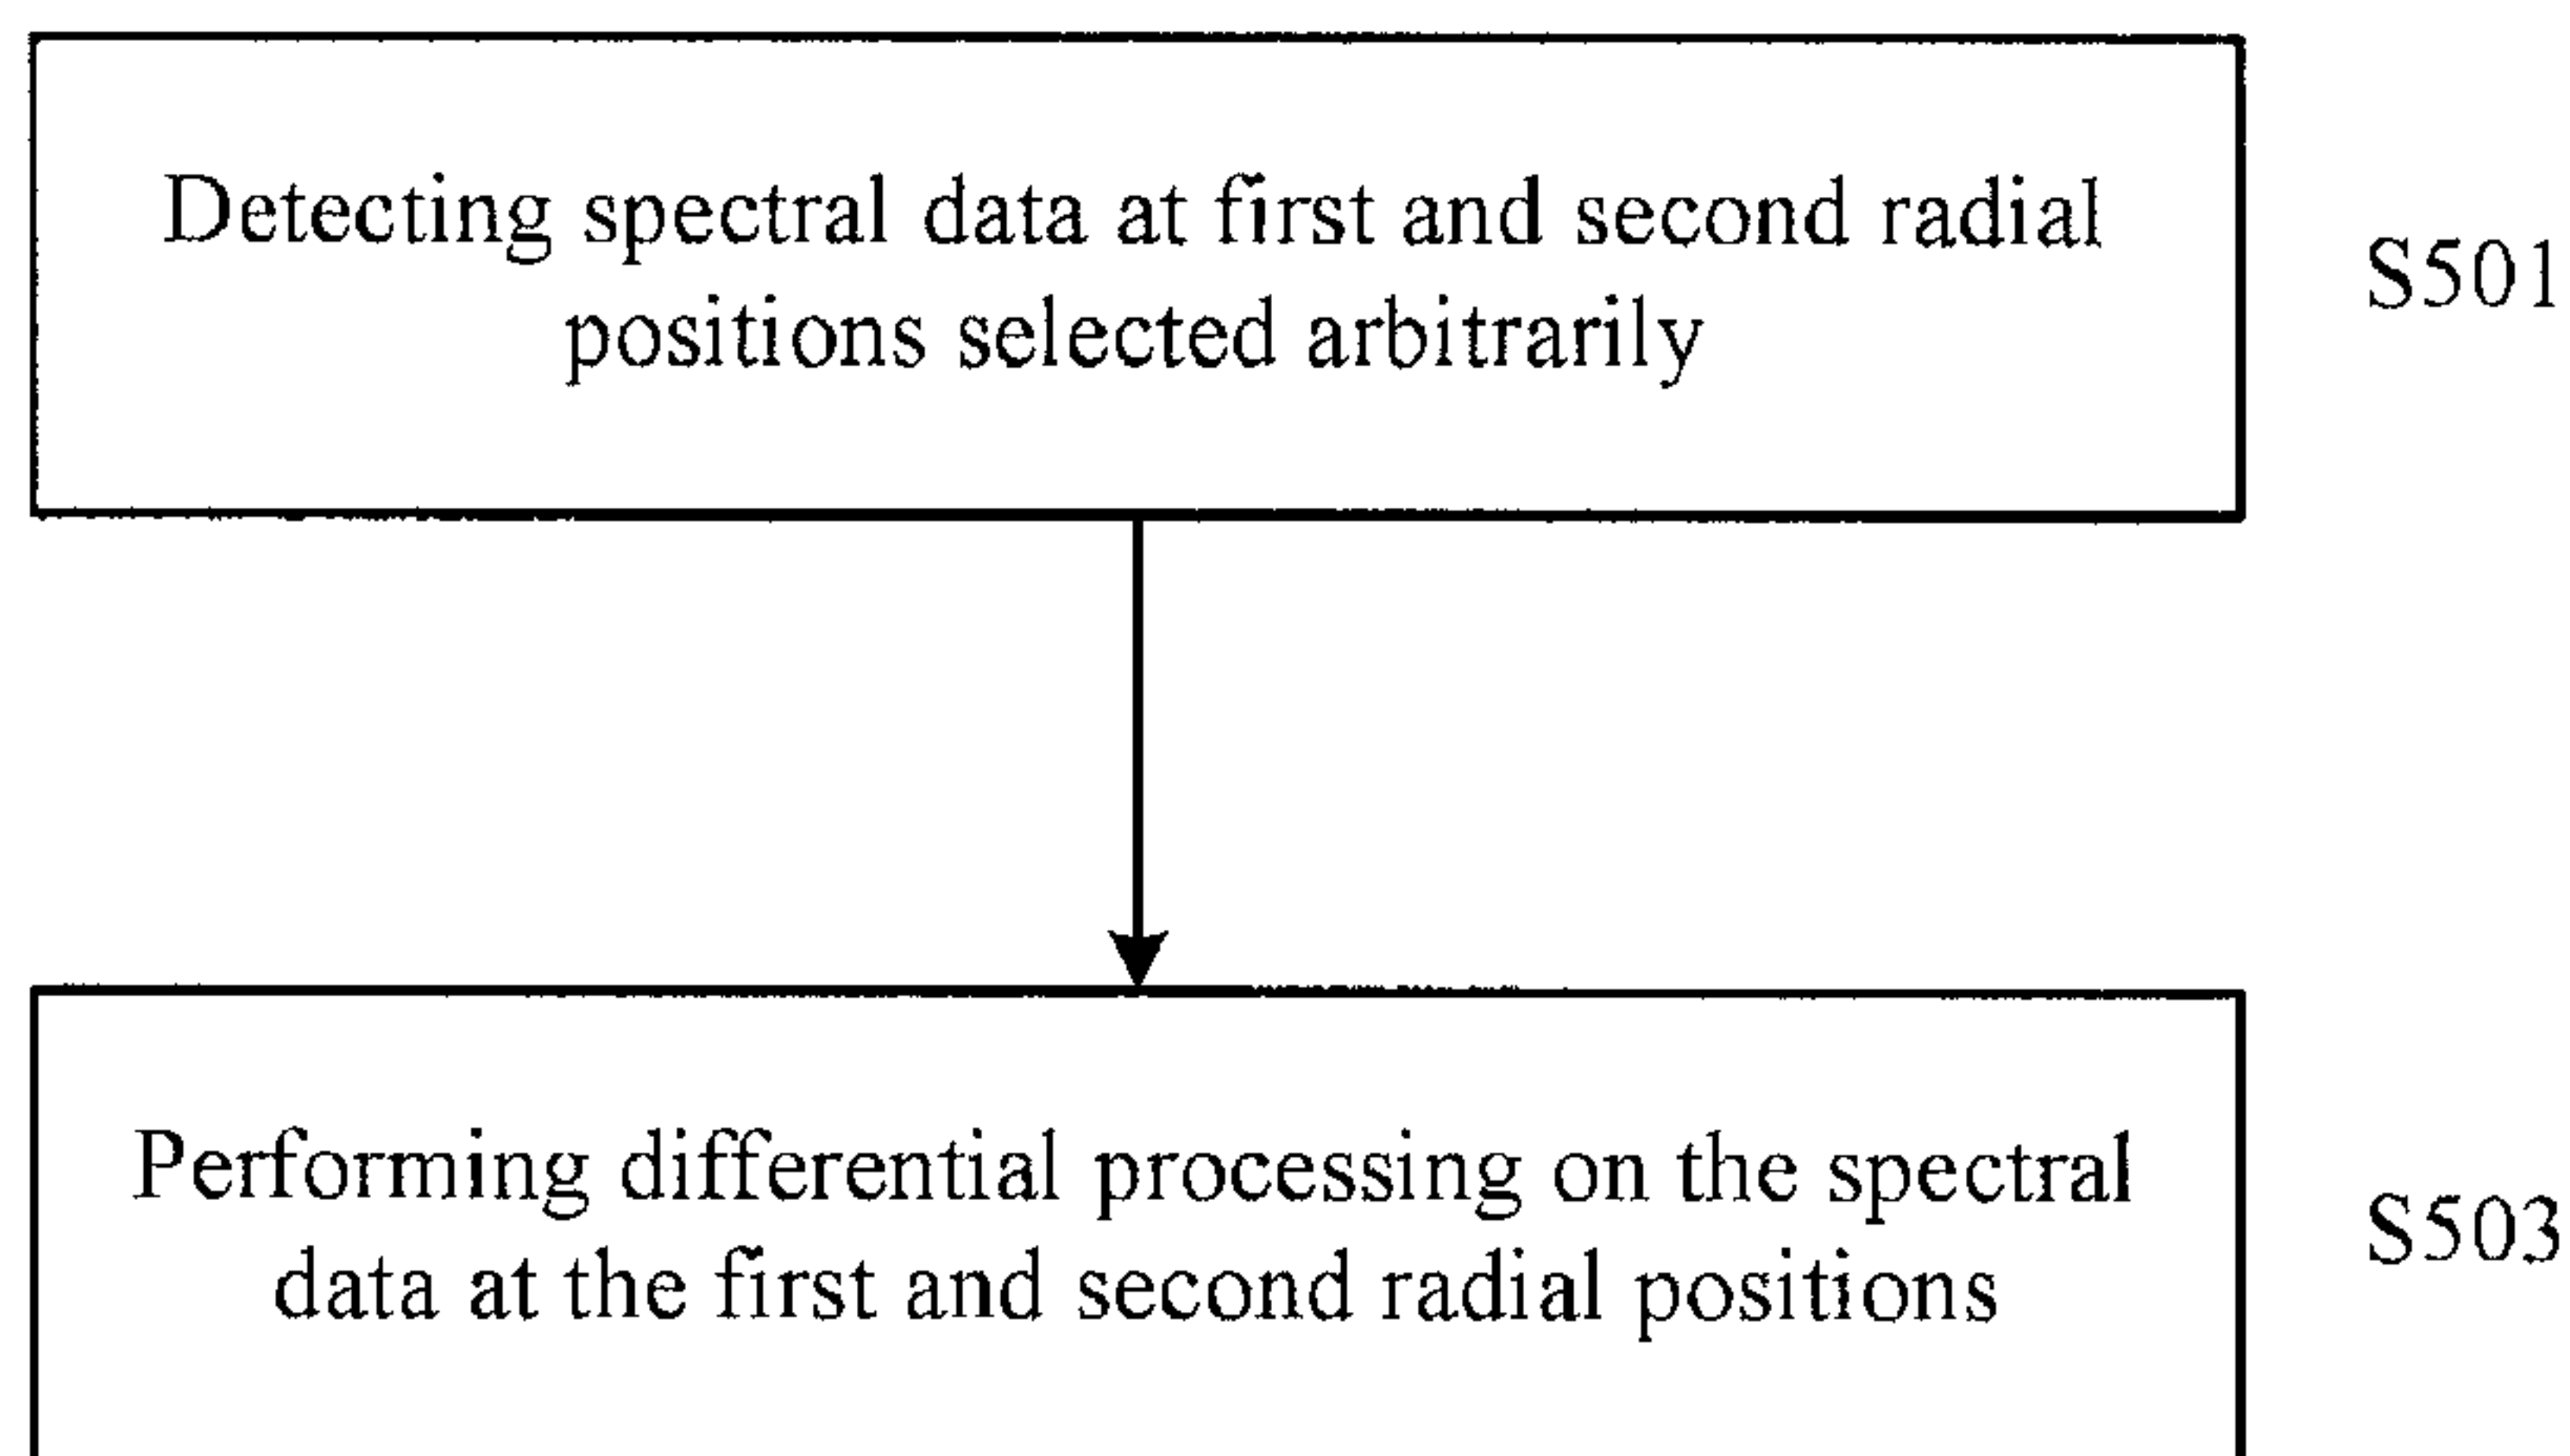 Detecting spectral data at first and second radial
positions selected arbitrarily
S501
Performing differential processing on the spectral
data at the first and second radial positions
S503